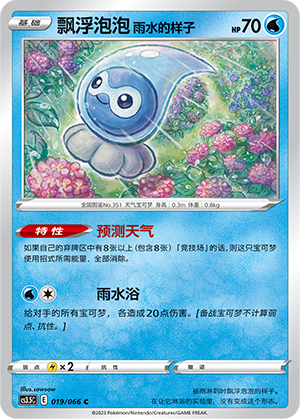 基础 飘浮泡泡 雨水的样子 HP70
全国图鉴No.351 天气宝可梦 身高：0.3m 体重：0.8kg
特性 预测天气
如果自己的弃牌区中有8张以上（包含8张）「竞技场」的话，则这只宝可梦
使用招式所需能量，全部消除。
雨水浴
给对手的所有宝可梦，各造成20点伤害。[备战宝可梦不计算弱
点、抗性。]
弱点 ×2 抗性 撤退
Illus.sowsow
CS3.5C E 019/066 C
被雨淋到时飘浮泡泡的样子。
在让它淋浴的实验里，没有变成这个样子。
©2023 Pokémon/Nintendo/Creatures/GAME FREAK.